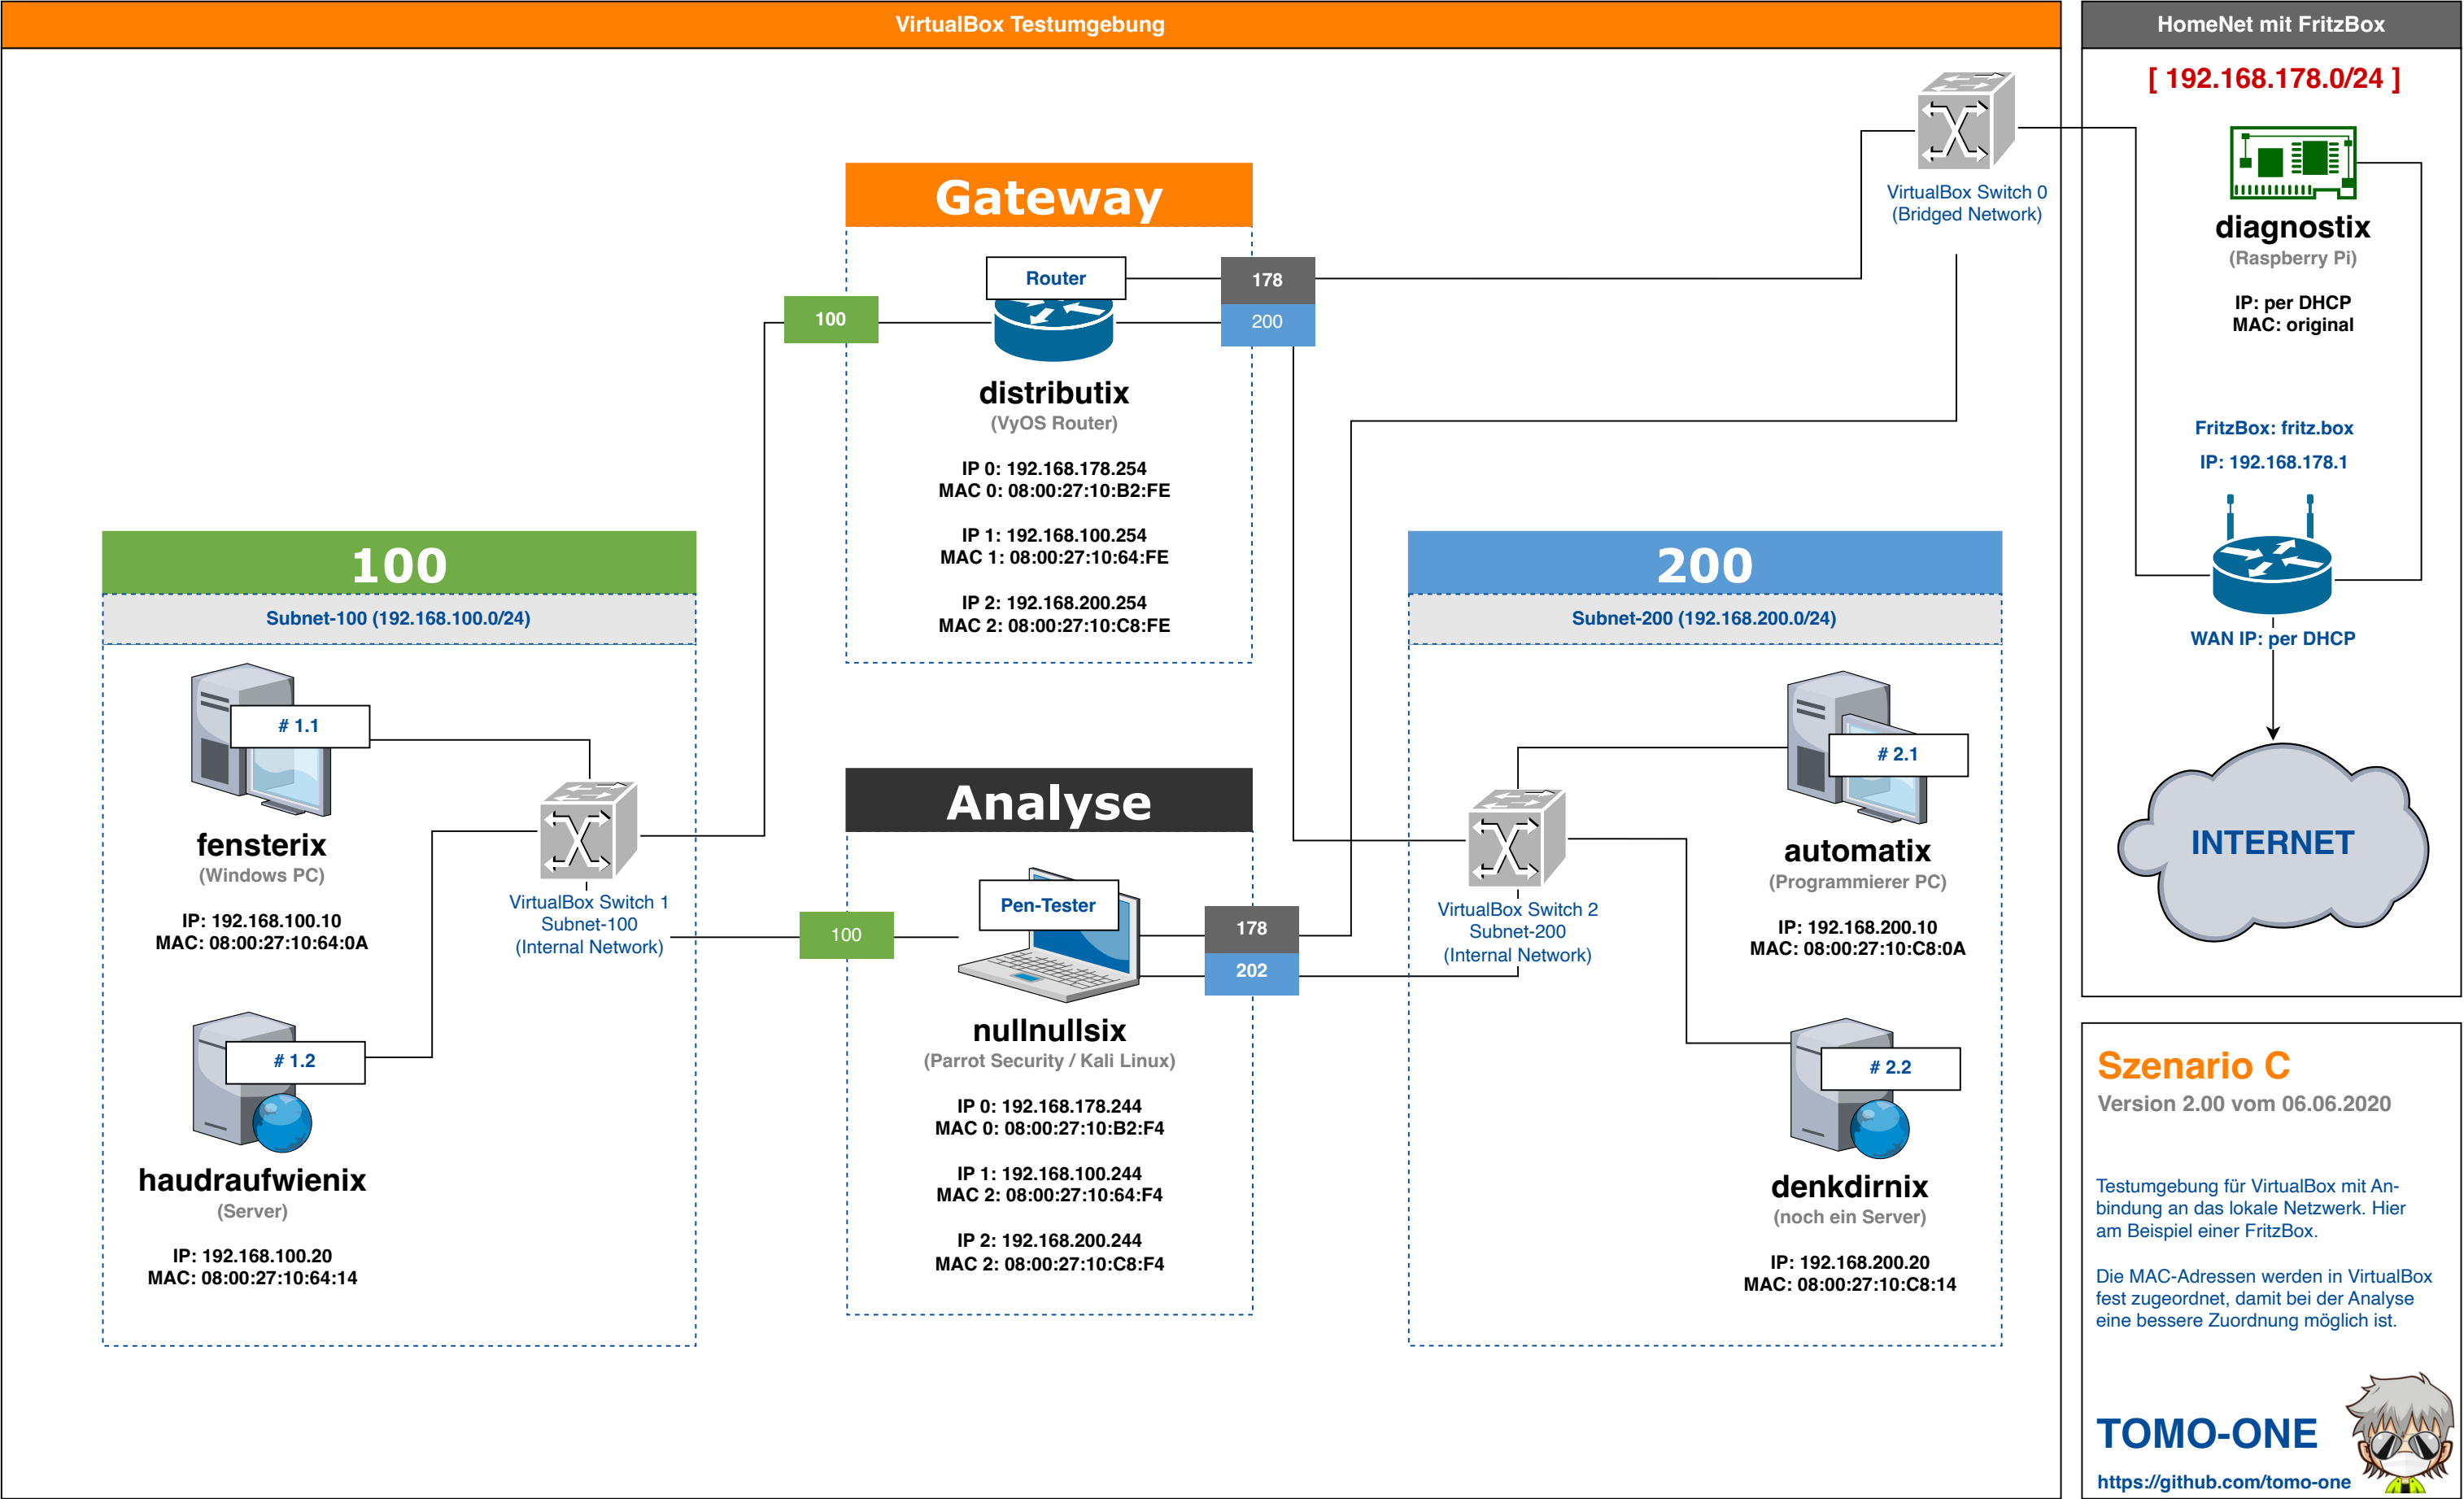 VirtualBox Testumgebung
HomeNet mit FritzBox
[ 192.168.178.0/24 ]
diagnostix
(Raspberry Pi)
IP: per DHCP
MAC: original
FritzBox: fritz.box
IP: 192.168.178.1
WAN IP: per DHCP
INTERNET
VirtualBox Switch 0
(Bridged Network)
Gateway
Router
178
100
200
distributix
(VyOS Router)
IP 0: 192.168.178.254
MAC 0: 08:00:27:10:B2:FE
IP 1: 192.168.100.254
MAC 1: 08:00:27:10:64:FE
IP 2: 192.168.200.254
MAC 2: 08:00:27:10:C8:FE
100
Subnet-100 (192.168.100.0/24)
# 1.1
fensterix
(Windows PC)
IP: 192.168.100.10
MAC: 08:00:27:10:64:0A
VirtualBox Switch 1
Subnet-100
(Internal Network)
# 1.2
haudraufwienix
(Server)
IP: 192.168.100.20
MAC: 08:00:27:10:64:14
Analyse
Pen-Tester
100
178
202
nullnullsix
(Parrot Security / Kali Linux)
IP 0: 192.168.178.244
MAC 0: 08:00:27:10:B2:F4
IP 1: 192.168.100.244
MAC 2: 08:00:27:10:64:F4
IP 2: 192.168.200.244
MAC 2: 08:00:27:10:C8:F4
200
Subnet-200 (192.168.200.0/24)
# 2.1
automatix
(Programmierer PC)
IP: 192.168.200.10
MAC: 08:00:27:10:C8:0A
VirtualBox Switch 2
Subnet-200
(Internal Network)
# 2.2
denkdirnix
(noch ein Server)
IP: 192.168.200.20
MAC: 08:00:27:10:C8:14
Szenario C
Version 2.00 vom 06.06.2020
Testumgebung für VirtualBox mit An-
bindung an das lokale Netzwerk. Hier
am Beispiel einer FritzBox.
Die MAC-Adressen werden in VirtualBox
fest zugeordnet, damit bei der Analyse
eine bessere Zuordnung möglich ist.
TOMO-ONE
https://github.com/tomo-one